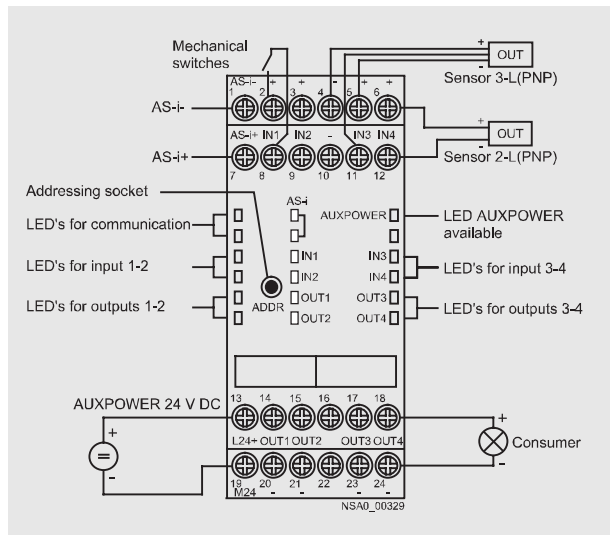 Mechanical
switches
+ OUT
-
Sensor 3-L(PNP)
AS-i- + + - + +
1 2 3 4 5 6
AS-i-
+ OUT
-
Sensor 2-L(PNP)
AS-i+ IN1 IN2 - IN3 IN4
AS-i+
7 8 9 10 11 12
Addressing socket
AS-i
LED's for communication
AUXPOWER
LED AUXPOWER
available
LED's for input 1-2
IN1 IN3
IN2 IN4
LED's for input 3-4
LED's for outputs 1-2
ADDR
OUT1 OUT3
OUT2 OUT4
LED's for outputs 3-4
AUXPOWER 24 V DC
13 14 15 16 17 18
L24+ OUT1 OUT2 OUT3 OUT4
+ =
-
+ Consumer
-
19 20 21 22 23 24
M24 - - - -
NSA0_00329